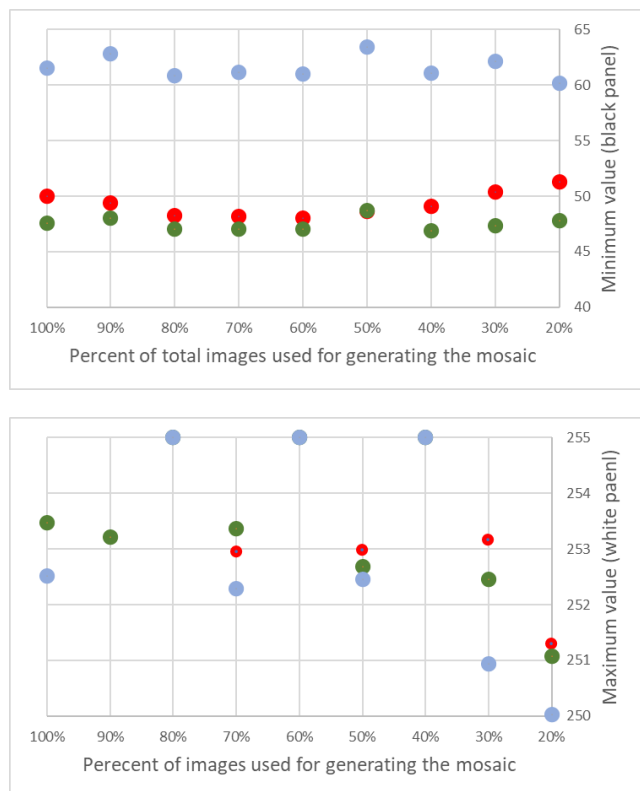 65
60
55
50
45
40
Minimum value (black panel)
100% 90% 80% 70% 60% 50% 40% 30% 20%
Percent of total images used for generating the mosaic
255
254
253
252
251
250
Maximum value (white paenl)
100% 90% 80% 70% 60% 50% 40% 30% 20%
Perecent of images used for generating the mosaic